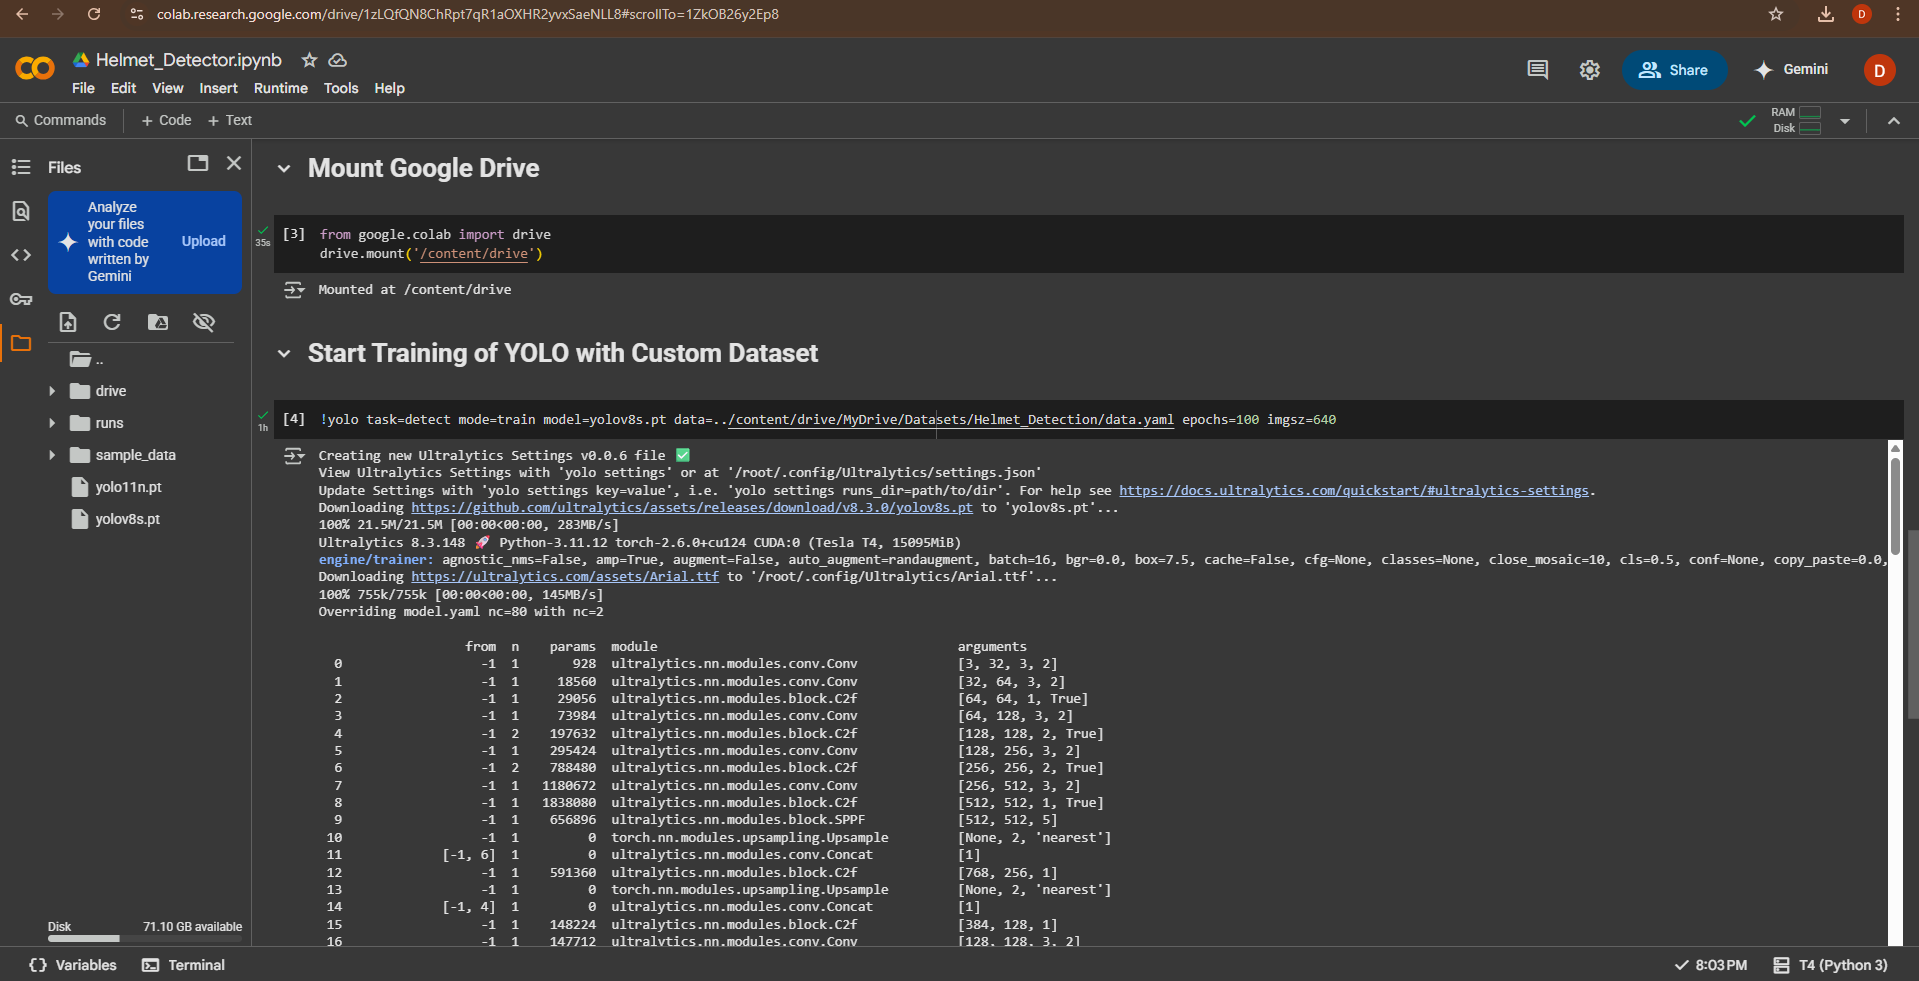 colab.research.google.com/drive/1zLQfQN8ChRpt7qR1aOXHR2yvxSaeNLL8#scrollTo=1ZkOB26y2Ep8
D
Helmet_Detector.ipynb
File Edit View Insert Runtime Tools Help
Share
Gemini
D
Commands
+ Code + Text
RAM
Disk
Files
Analyze
your files
with code
written by
Gemini
Upload
..
drive
runs
sample_data
yolo11n.pt
yolov8s.pt
Disk 71.10 GB available
Mount Google Drive
35s
[3] from google.colab import drive
drive.mount('/content/drive')
Mounted at /content/drive
Start Training of YOLO with Custom Dataset
1h
[4] !yolo task=detect mode=train model=yolov8s.pt data=../content/drive/MyDrive/Datasets/Helmet_Detection/data.yaml epochs=100 imgsz=640
Creating new Ultralytics Settings v0.0.6 file ✅
View Ultralytics Settings with 'yolo settings' or at '/root/.config/Ultralytics/settings.json'
Update Settings with 'yolo settings key=value', i.e. 'yolo settings runs_dir=path/to/dir'. For help see https://docs.ultralytics.com/quickstart/#ultralytics-settings.
Downloading https://github.com/ultralytics/assets/releases/download/v8.3.0/yolov8s.pt to 'yolov8s.pt'...
100% 21.5M/21.5M [00:00<00:00, 283MB/s]
Ultralytics 8.3.148 🚀 Python-3.11.12 torch-2.6.0+cu124 CUDA:0 (Tesla T4, 15095MiB)
engine/trainer: agnostic_nms=False, amp=True, augment=False, auto_augment=randaugment, batch=16, bgr=0.0, box=7.5, cache=False, cfg=None, classes=None, close_mosaic=10, cls=0.5, conf=None, copy_paste=0.0,
Downloading https://ultralytics.com/assets/Arial.ttf to '/root/.config/Ultralytics/Arial.ttf'...
100% 755k/755k [00:00<00:00, 145MB/s]
Overriding model.yaml nc=80 with nc=2
from n params module arguments
0 -1 1 928 ultralytics.nn.modules.conv.Conv [3, 32, 3, 2]
1 -1 1 18560 ultralytics.nn.modules.conv.Conv [32, 64, 3, 2]
2 -1 1 29056 ultralytics.nn.modules.block.C2f [64, 64, 1, True]
3 -1 1 73984 ultralytics.nn.modules.conv.Conv [64, 128, 3, 2]
4 -1 2 197632 ultralytics.nn.modules.block.C2f [128, 128, 2, True]
5 -1 1 295424 ultralytics.nn.modules.conv.Conv [128, 256, 3, 2]
6 -1 2 788480 ultralytics.nn.modules.block.C2f [256, 256, 2, True]
7 -1 1 1180672 ultralytics.nn.modules.conv.Conv [256, 512, 3, 2]
8 -1 1 1838080 ultralytics.nn.modules.block.C2f [512, 512, 1, True]
9 -1 1 656896 ultralytics.nn.modules.block.SPPF [512, 512, 5]
10 -1 1 0 torch.nn.modules.upsampling.Upsample [None, 2, 'nearest']
11 [-1, 6] 1 0 ultralytics.nn.modules.conv.Concat [1]
12 -1 1 591360 ultralytics.nn.modules.block.C2f [768, 256, 1]
13 -1 1 0 torch.nn.modules.upsampling.Upsample [None, 2, 'nearest']
14 [-1, 4] 1 0 ultralytics.nn.modules.conv.Concat [1]
15 -1 1 148224 ultralytics.nn.modules.block.C2f [384, 128, 1]
16 -1 1 147712 ultralytics.nn.modules.conv.Conv [128, 128, 3, 2]
Variables Terminal
8:03 PM T4 (Python 3)